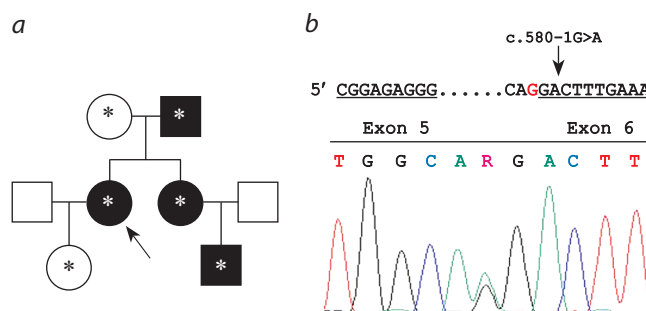 a
b
*
*
*
*
*
*
c.580-1G>A
5' CGGAGAGGG......CAGGACTTTGAAA
Exon 5 Exon 6
T G G C A R G A C T T